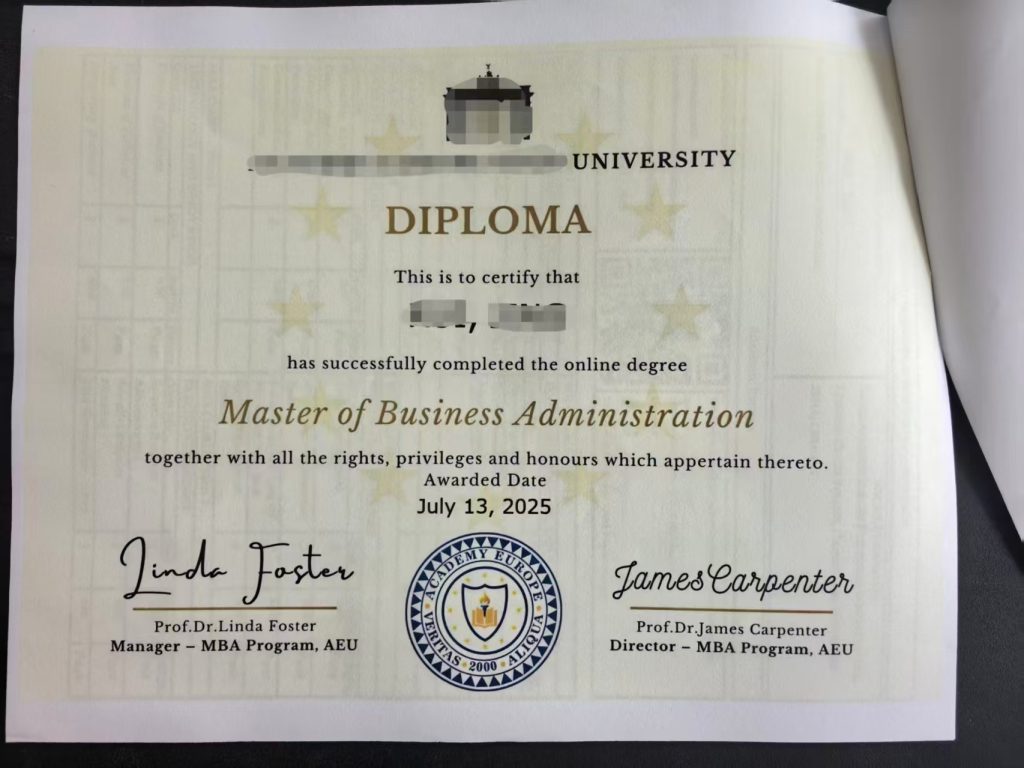 UNIVERSITY
DIPLOMA
This is to certify that
has successfully completed the online degree
Master of Business Administration
together with all the rights, privileges and honours which appertain thereto.
Awarded Date
July 13, 2025
Linda Foster
Prof.Dr.Linda Foster
Manager – MBA Program, AEU
ACADEMY EUROPE
VERITAS 2000 ALIQUA
James Carpenter
Prof.Dr.James Carpenter
Director – MBA Program, AEU